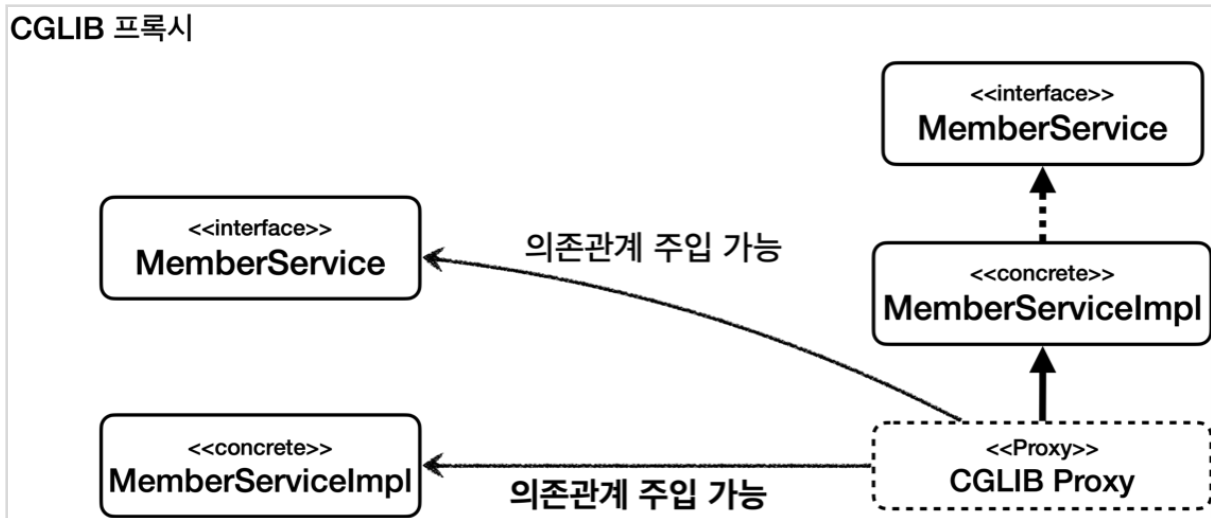 CGLIB 프록시
<<interface>>
MemberService
<<interface>>
MemberService
의존관계 주입 가능
<<concrete>>
MemberServiceImpl
<<concrete>>
MemberServiceImpl
의존관계 주입 가능
<<Proxy>>
CGLIB Proxy